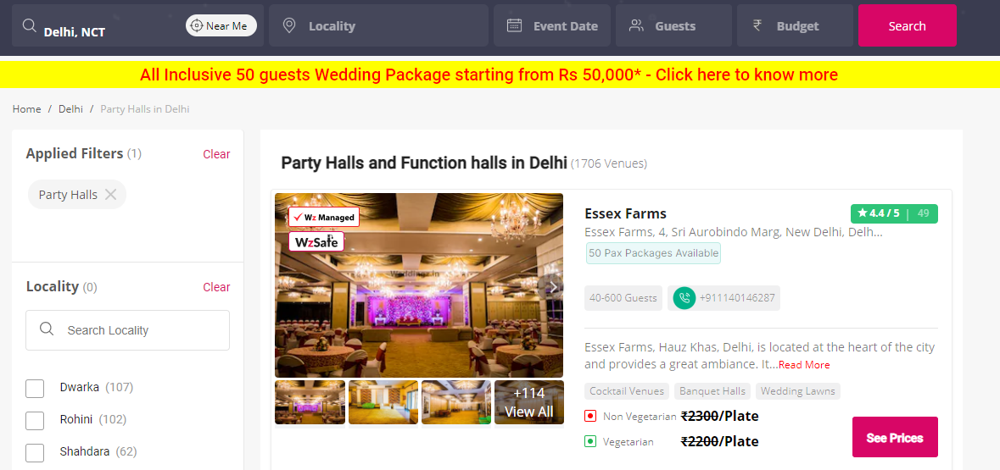 Delhi, NCT
Near Me
Locality
Event Date
Guests
₹ Budget
Search
All Inclusive 50 guests Wedding Package starting from Rs 50,000* - Click here to know more
Home / Delhi / Party Halls in Delhi
Applied Filters (1)
Clear
Party Halls
Locality (0)
Clear
Search Locality
Dwarka (107)
Rohini (102)
Shahdara (62)
Party Halls and Function halls in Delhi (1706 Venues)
Wz Managed
WzSafe
Weddingz.in
WzSafe
+114
View All
Essex Farms
★ 4.4 / 5 | 49
Essex Farms, 4, Sri Aurobindo Marg, New Delhi, Delh...
50 Pax Packages Available
40-600 Guests
+911140146287
Essex Farms, Hauz Khas, Delhi, is located at the heart of the city
and provides a great ambiance. It...Read More
Cocktail Venues
Banquet Halls
Wedding Lawns
Non Vegetarian ₹2300/Plate
Vegetarian ₹2200/Plate
See Prices